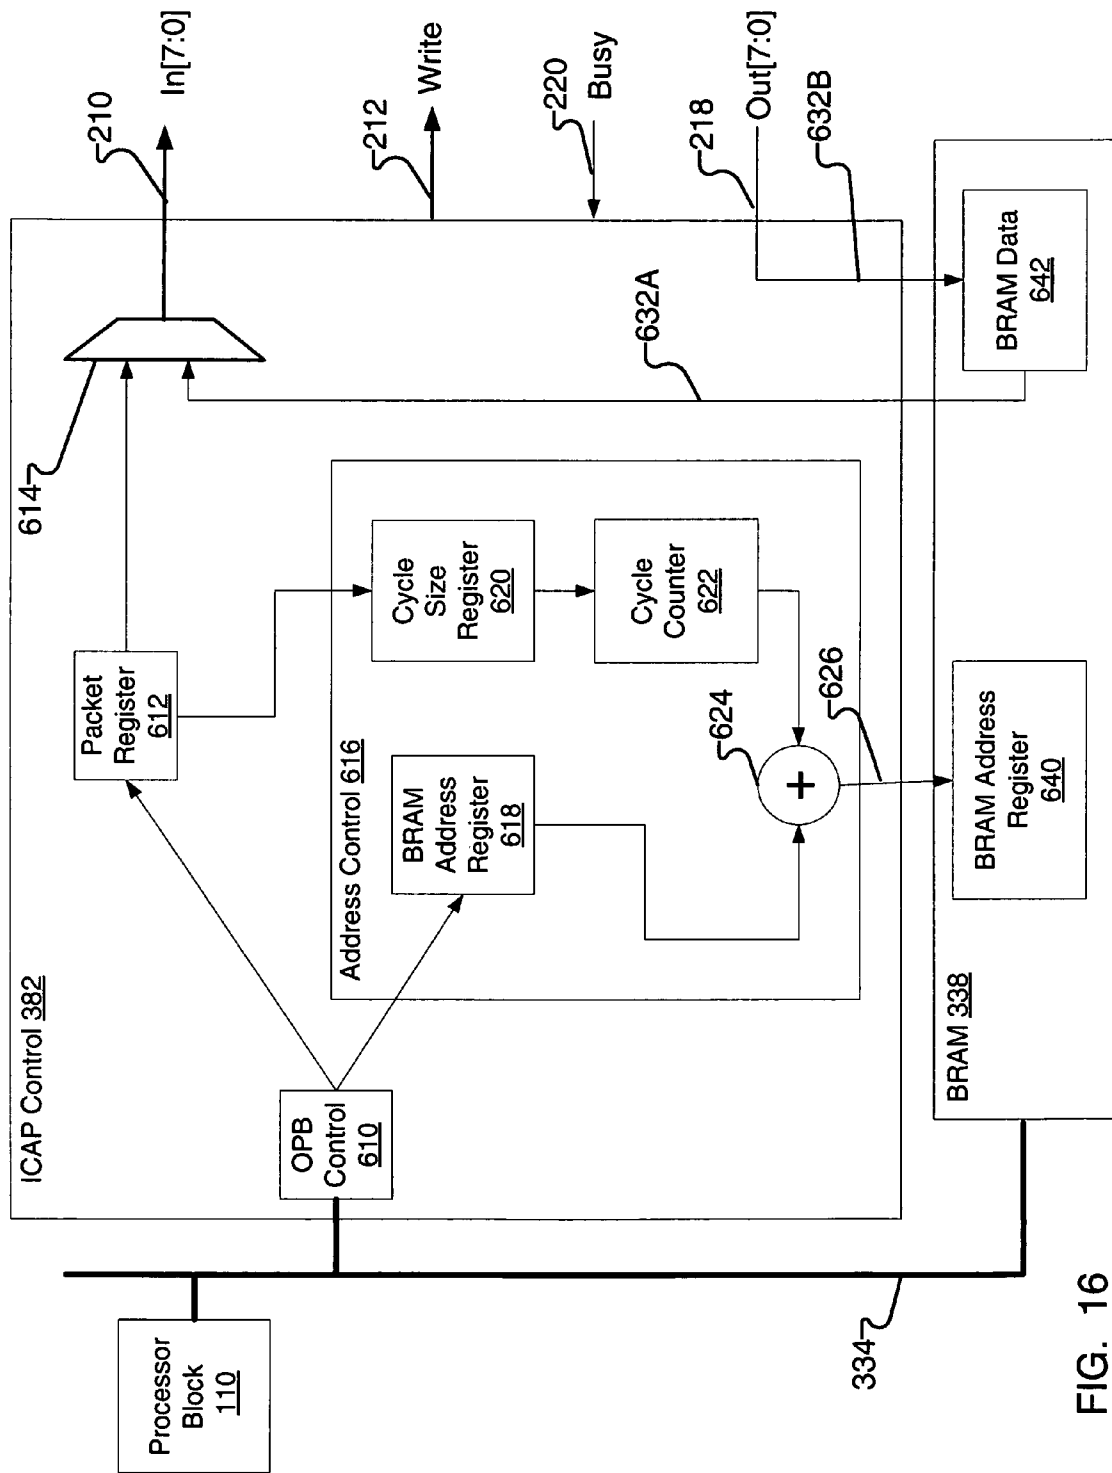 ICAP Control 382
614
210
In[7:0]
Packet
Register
612
212
Write
Processor
Block
110
OPB
Control
610
Address Control 616
BRAM
Address
Register
618
Cycle
Size
Register
620
Cycle
Counter
622
624
626
632A
220
Busy
218
Out[7:0]
632B
334
BRAM 338
BRAM Address
Register
640
BRAM Data
642
FIG. 16